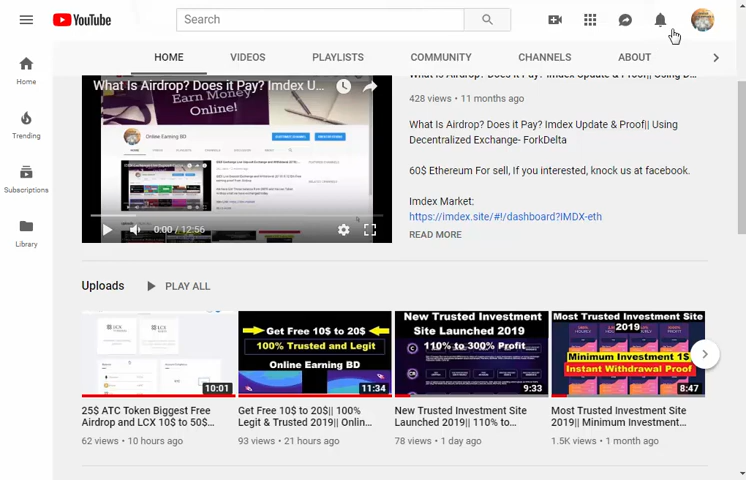 YouTube
Search
HOME VIDEOS PLAYLISTS COMMUNITY CHANNELS ABOUT
Home
Trending
Subscriptions
Library
What Is Airdrop? Does it Pay? Imdex U...
Earn Money
Online!
Online Earning BD
0:00 / 12:56
What Is Airdrop? Does it Pay? Imdex Update & Proof|| Using D...
428 views • 11 months ago
What Is Airdrop? Does it Pay? Imdex Update & Proof|| Using
Decentralized Exchange- ForkDelta
60$ Ethereum For sell, If you interested, knock us at facebook.
Imdex Market:
https://imdex.site/#!/dashboard?IMDX-eth
READ MORE
Uploads PLAY ALL
LCX
10:01
25$ ATC Token Biggest Free
Airdrop and LCX 10$ to 50$...
62 views • 10 hours ago
Get Free 10$ to 20$
100% Trusted and Legit
Online Earning BD
11:34
Get Free 10$ to 20$|| 100%
Legit & Trusted 2019|| Onlin...
93 views • 21 hours ago
New Trusted Investment
Site Launched 2019
110% to 300% Profit
9:33
New Trusted Investment Site
Launched 2019|| 110% to...
78 views • 1 day ago
Most Trusted Investment Site
2019
Minimum Investment 1$
Instant Withdrawal Proof
8:47
Most Trusted Investment Site
2019|| Minimum Investment...
1.5K views • 1 month ago